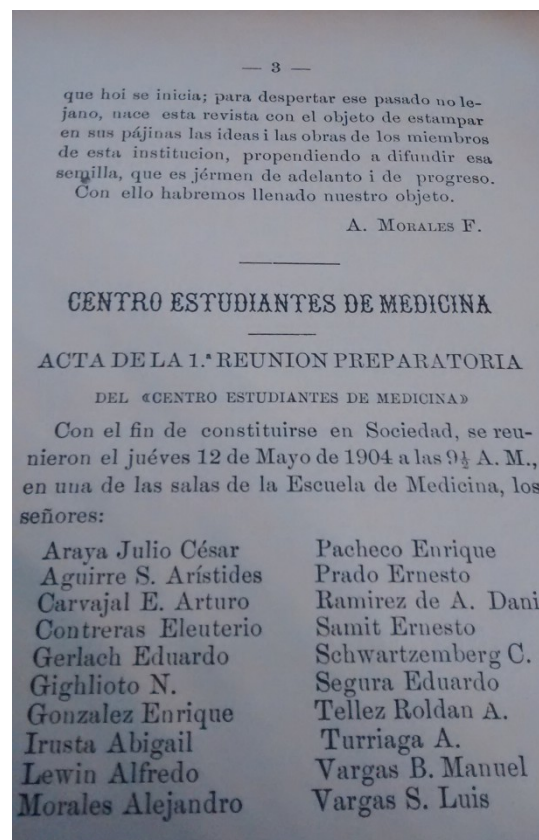 — 3 —
que hoi se inicia; para despertar ese pasado no le-
jano, nace esta revista con el objeto de estampar
en sus pájinas las ideas i las obras de los miembros
de esta institucion, propendiendo a difundir esa
semilla, que es jérmen de adelanto i de progreso.
Con ello habremos llenado nuestro objeto.
A. MORALES F.
CENTRO ESTUDIANTES DE MEDICINA
ACTA DE LA 1.ª REUNION PREPARATORIA
DEL «CENTRO ESTUDIANTES DE MEDICINA»
Con el fin de constituirse en Sociedad, se reu-
nieron el juéves 12 de Mayo de 1904 a las 9½ A. M.,
en una de las salas de la Escuela de Medicina, los
señores:
Araya Julio César
Aguirre S. Arístides
Carvajal E. Arturo
Contreras Eleuterio
Gerlach Eduardo
Gighlioto N.
Gonzalez Enrique
Irusta Abigail
Lewin Alfredo
Morales Alejandro
Pacheco Enrique
Prado Ernesto
Ramirez de A. Dani
Samit Ernesto
Schwartzemberg C.
Segura Eduardo
Tellez Roldan A.
Turriaga A.
Vargas B. Manuel
Vargas S. Luis